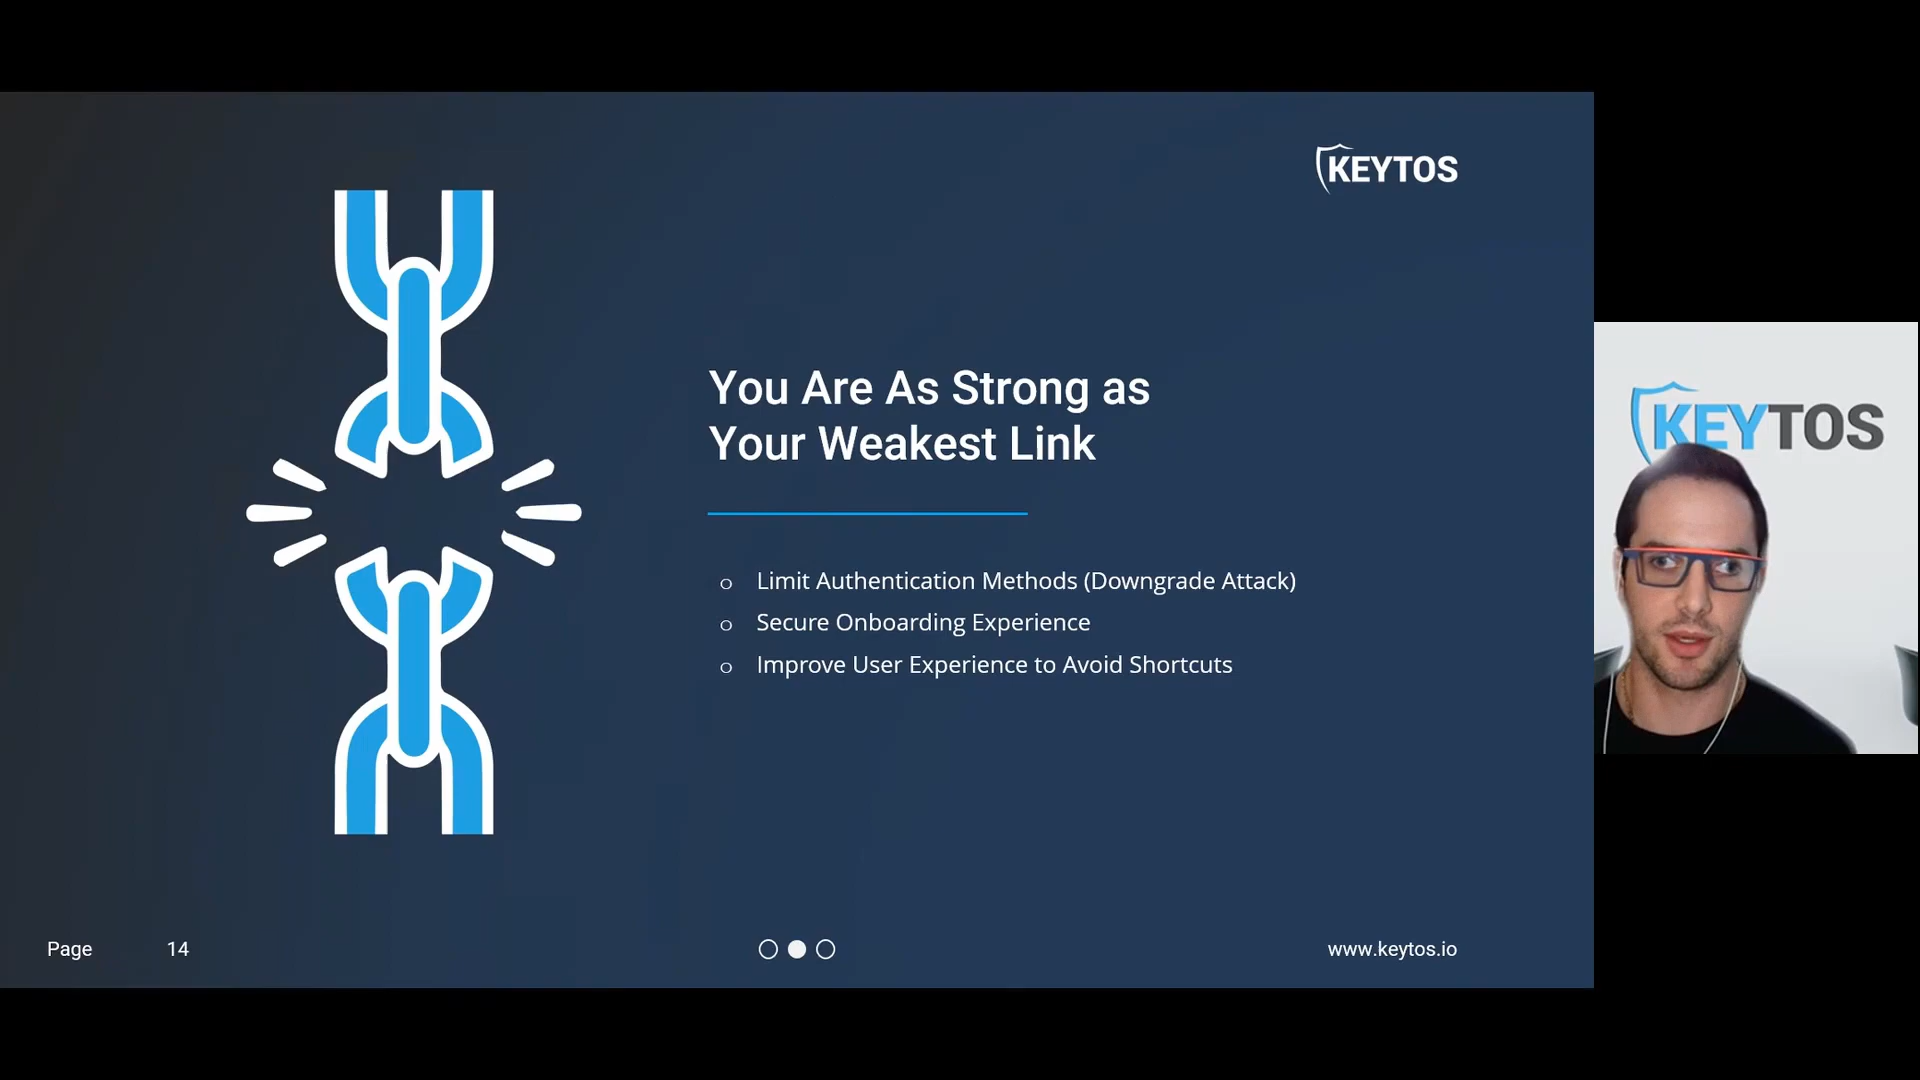 KEYTOS
You Are As Strong as
Your Weakest Link
o Limit Authentication Methods (Downgrade Attack)
o Secure Onboarding Experience
o Improve User Experience to Avoid Shortcuts
KEYTOS
Page 14
www.keytos.io